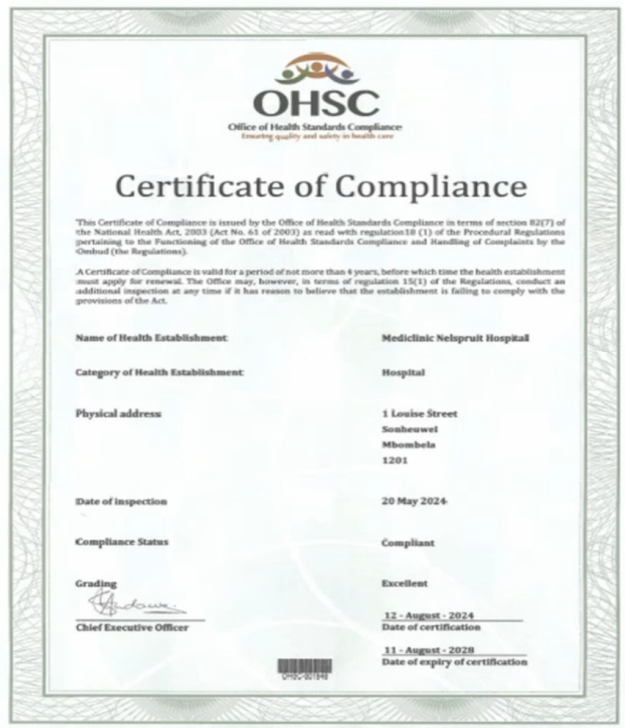 OHSC
Office of Health Standards Compliance
Ensuring quality and safety in health care
Certificate of Compliance
This Certificate of Compliance is issued by the Office of Health Standards Compliance in terms of section 82(7) of
the National Health Act, 2003 (Act No. 61 of 2003) as read with regulation18 (1) of the Procedural Regulations
pertaining to the Functioning of the Office of Health Standards Compliance and Handling of Complaints by the
Ombud (the Regulations).
A Certificate of Compliance is valid for a period of not more than 4 years, before which time the health establishment
must apply for renewal. The Office may, however, in terms of regulation 15(1) of the Regulations, conduct an
additional inspection at any time if it has reason to believe that the establishment is failing to comply with the
provisions of the Act.
Name of Health Establishment Mediclinic Nelspruit Hospital
Category of Health Establishment Hospital
Physical address 1 Louise Street
Sonheuwel
Mbombela
1201
Date of inspection 20 May 2024
Compliance Status Compliant
Grading Excellent
12 - August - 2024
Chief Executive Officer Date of certification
11 - August - 2028
Date of expiry of certification